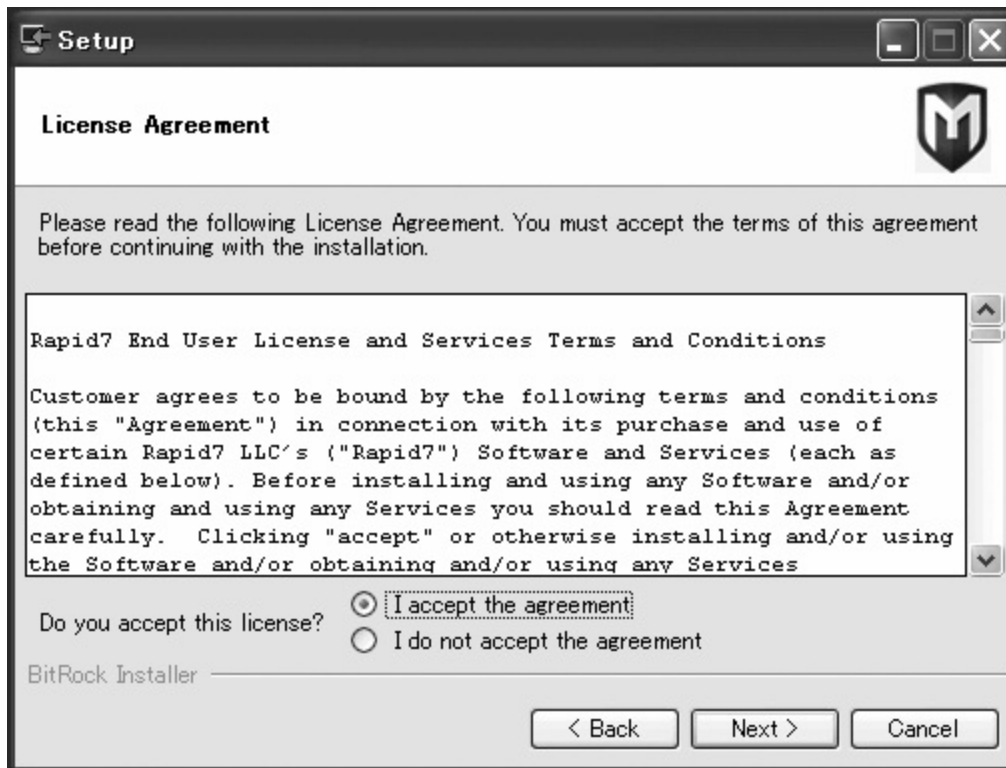 Setup
License Agreement
Please read the following License Agreement. You must accept the terms of this agreement
before continuing with the installation.
Rapid7 End User License and Services Terms and Conditions
Customer agrees to be bound by the following terms and conditions
(this "Agreement") in connection with its purchase and use of
certain Rapid7 LLC´s ("Rapid7") Software and Services (each as
defined below). Before installing and using any Software and/or
obtaining and using any Services you should read this Agreement
carefully.  Clicking "accept" or otherwise installing and/or using
the Software and/or obtaining and/or using any Services
Do you accept this license?
I accept the agreement
I do not accept the agreement
BitRock Installer
< Back Next > Cancel